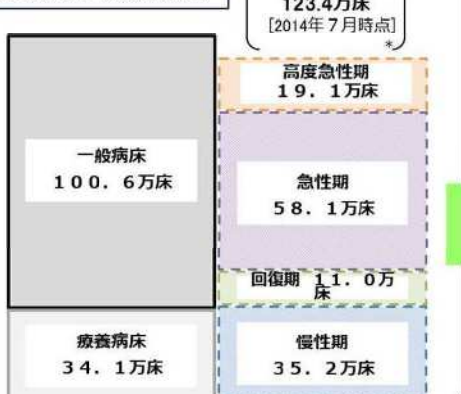 123.4万床
[2014年7月時点]
*
高度急性期
19.1万床
一般病床
100.6万床
急性期
58.1万床
回復期 11.0万
床
療養病床
34.1万床
慢性期
35.2万床